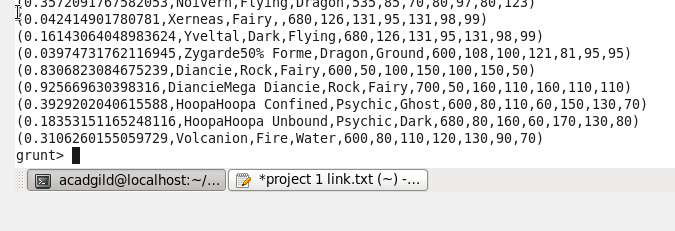 (0.3572091767582053,Noivern,Flying,Dragon,535,85,70,80,97,80,123)
(0.042414901780781,Xerneas,Fairy,,680,126,131,95,131,98,99)
(0.16143064048983624,Yveltal,Dark,Flying,680,126,131,95,131,98,99)
(0.03974731762116945,Zygarde50% Forme,Dragon,Ground,600,108,100,121,81,95,95)
(0.8306823084675239,Diancie,Rock,Fairy,600,50,100,150,100,150,50)
(0.925669630398316,DiancieMega Diancie,Rock,Fairy,700,50,160,110,160,110,110)
(0.3929202040615588,HoopaHoopa Confined,Psychic,Ghost,600,80,110,60,150,130,70)
(0.18353151165248116,HoopaHoopa Unbound,Psychic,Dark,680,80,160,60,170,130,80)
(0.3106260155059729,Volcanion,Fire,Water,600,80,110,120,130,90,70)
grunt>
acadgild@localhost:~/...
*project 1 link.txt (~) -...